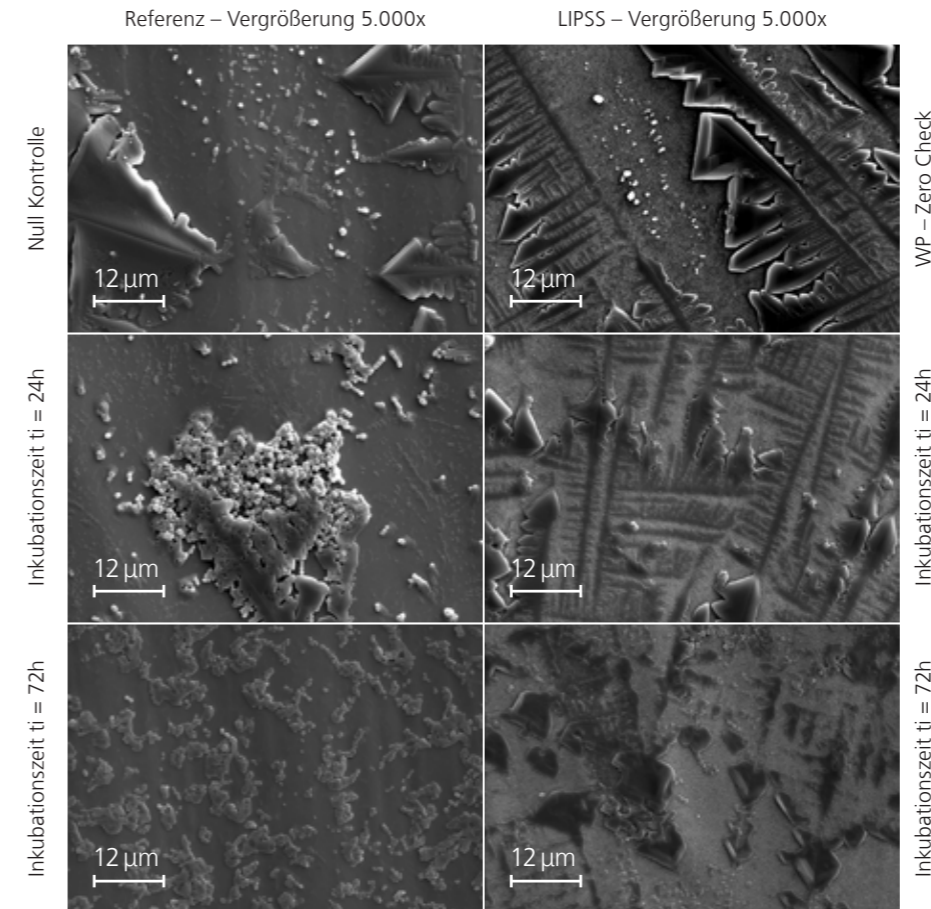 Referenz – Vergrößerung 5.000x
LIPSS – Vergrößerung 5.000x
Null Kontrolle
12 µm
12 µm
WP – Zero Check
Inkubationszeit ti = 24h
12 µm
12 µm
Inkubationszeit ti = 24h
Inkubationszeit ti = 72h
12 µm
12 µm
Inkubationszeit ti = 72h